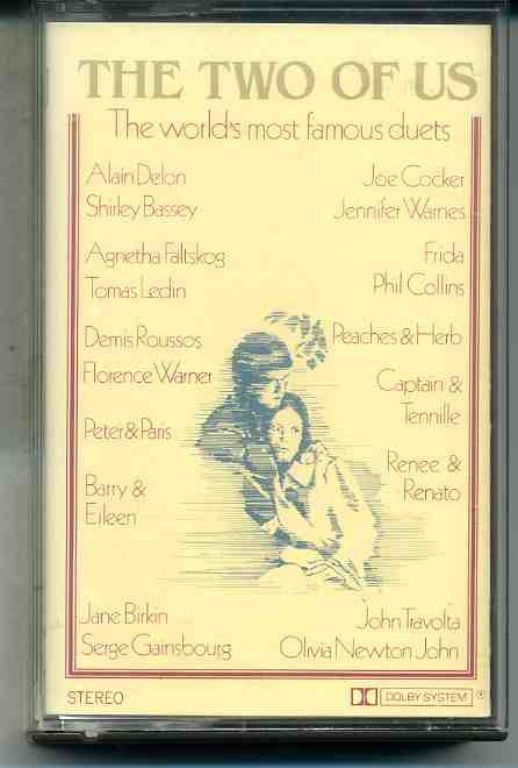 THE TWO OF US
The world's most famous duets
Alain Delon
Shirley Bassey
Agnetha Fältskog
Tomas Ledin
Demis Roussos
Florence Warner
Peter & Paris
Barry &
Eileen
Jane Birkin
Serge Gainsbourg
Joe Cocker
Jennifer Warnes
Frida
Phil Collins
Peaches & Herb
Captain &
Tennille
Renee &
Renato
John Travolta
Olivia Newton John
STEREO
DOLBY SYSTEM ®